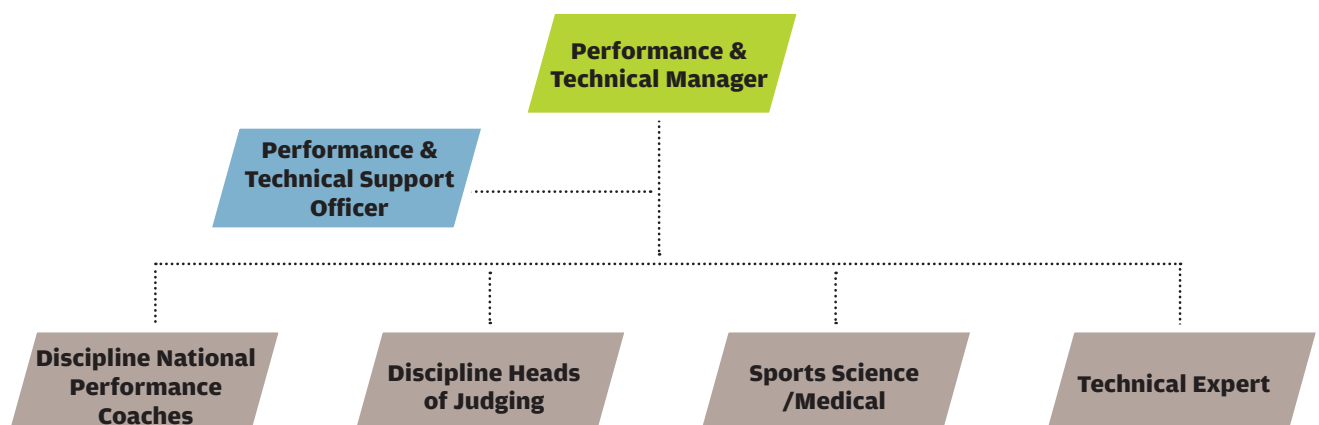 Performance &
Technical Manager
Performance &
Technical Support
Officer
Discipline National
Performance
Coaches
Discipline Heads
of Judging
Sports Science
/Medical
Technical Expert